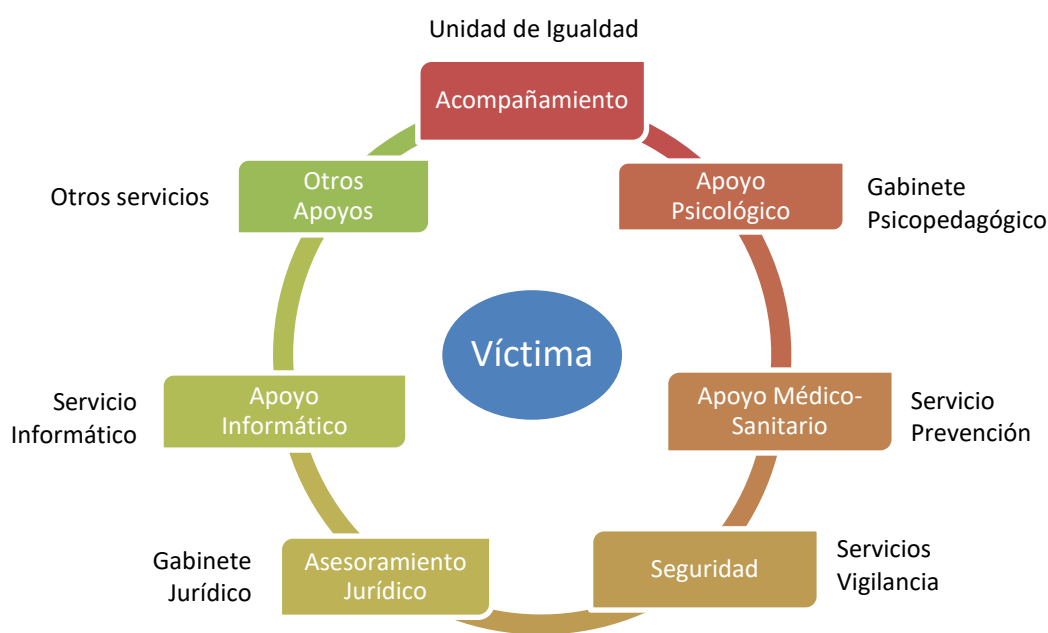 Unidad de Igualdad
Acompañamiento
Otros servicios
Otros
Apoyos
Apoyo
Psicológico
Gabinete
Psicopedagógico
Víctima
Servicio
Informático
Apoyo
Informático
Apoyo Médico-
Sanitario
Servicio
Prevención
Gabinete
Jurídico
Asesoramiento
Jurídico
Seguridad
Servicios
Vigilancia